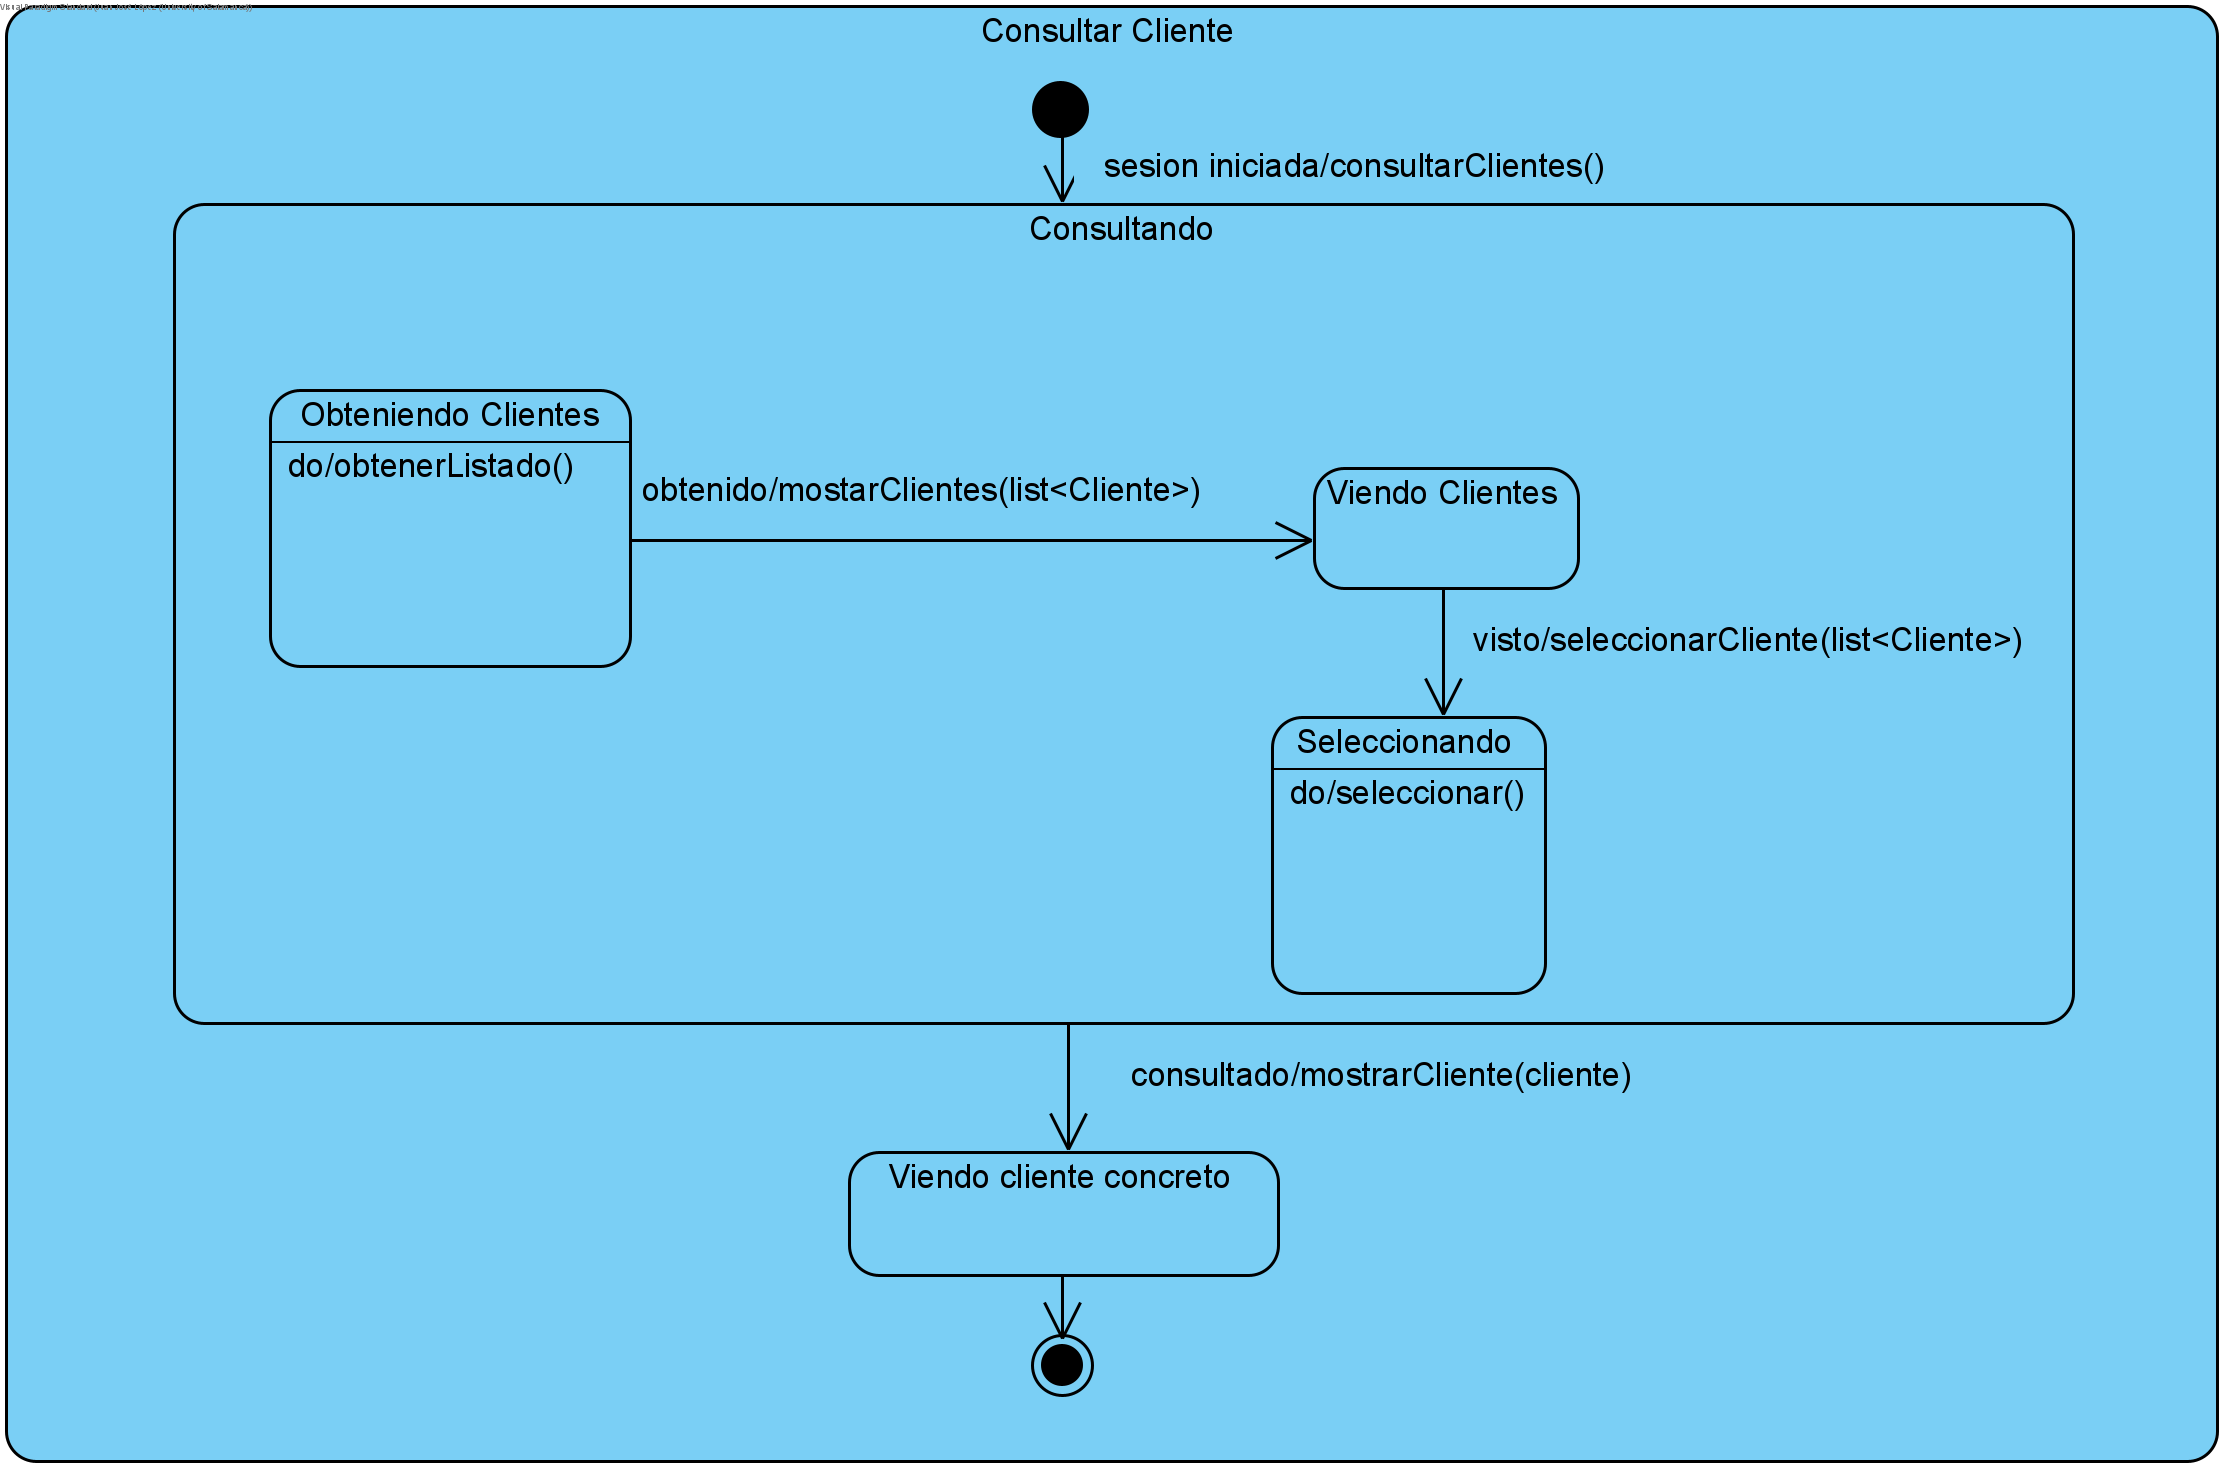 Consultar Cliente
sesion iniciada/consultarClientes()
Consultando
Obteniendo Clientes
do/obtenerListado()
obtenido/mostarClientes(list<Cliente>)
Viendo Clientes
visto/seleccionarCliente(list<Cliente>)
Seleccionando
do/seleccionar()
consultado/mostrarCliente(cliente)
Viendo cliente concreto